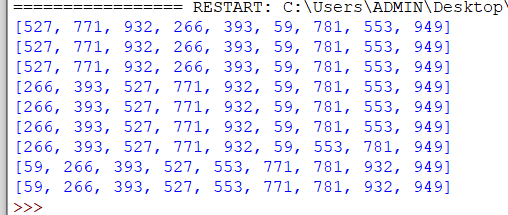 ================= RESTART: C:\Users\ADMIN\Desktop\
[527, 771, 932, 266, 393, 59, 781, 553, 949]
[527, 771, 932, 266, 393, 59, 781, 553, 949]
[527, 771, 932, 266, 393, 59, 781, 553, 949]
[266, 393, 527, 771, 932, 59, 781, 553, 949]
[266, 393, 527, 771, 932, 59, 781, 553, 949]
[266, 393, 527, 771, 932, 59, 781, 553, 949]
[266, 393, 527, 771, 932, 59, 553, 781, 949]
[59, 266, 393, 527, 553, 771, 781, 932, 949]
[59, 266, 393, 527, 553, 771, 781, 932, 949]
>>>